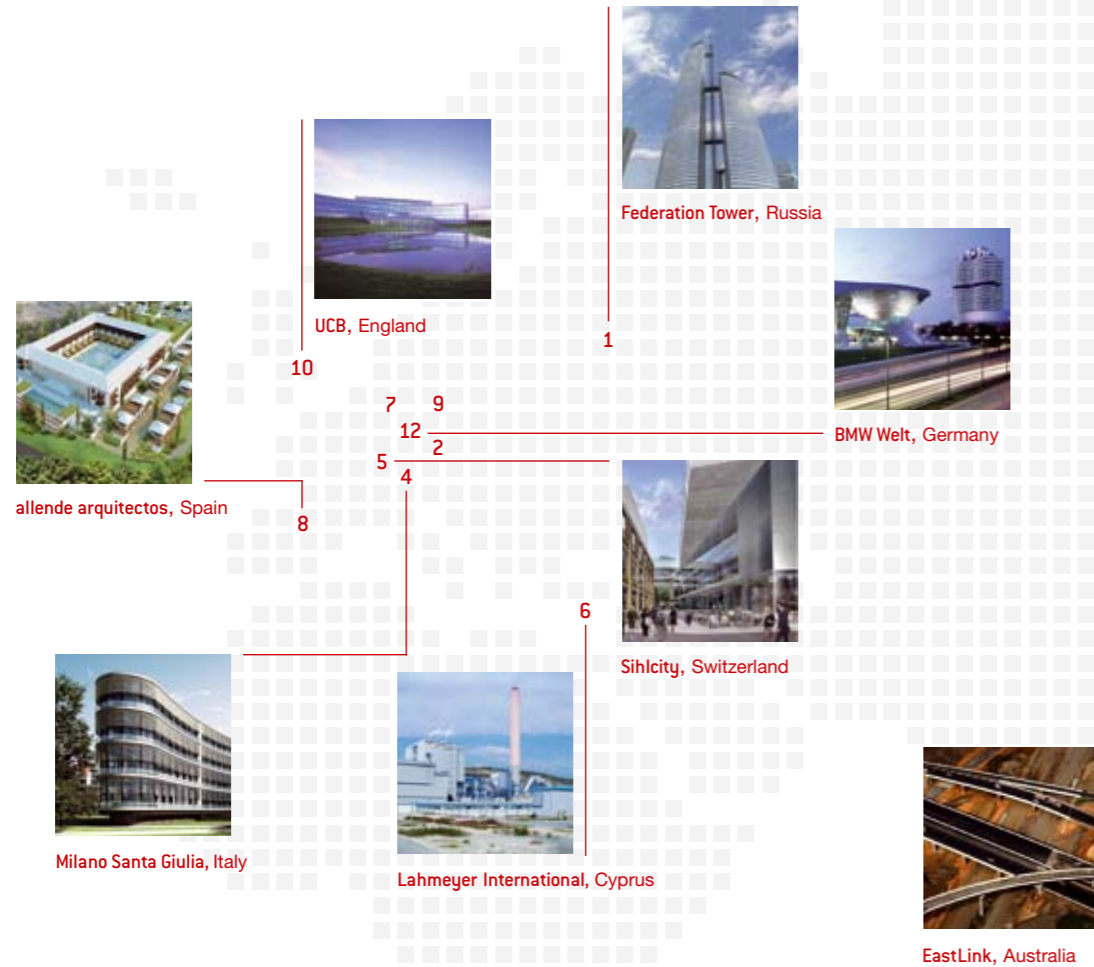 Federation Tower, Russia
UCB, England
1
10
7 9
12
BMW Welt, Germany
2
5
4
allende arquitectos, Spain
8
6
Sihlcity, Switzerland
Milano Santa Giulia, Italy
Lahmeyer International, Cyprus
EastLink, Australia